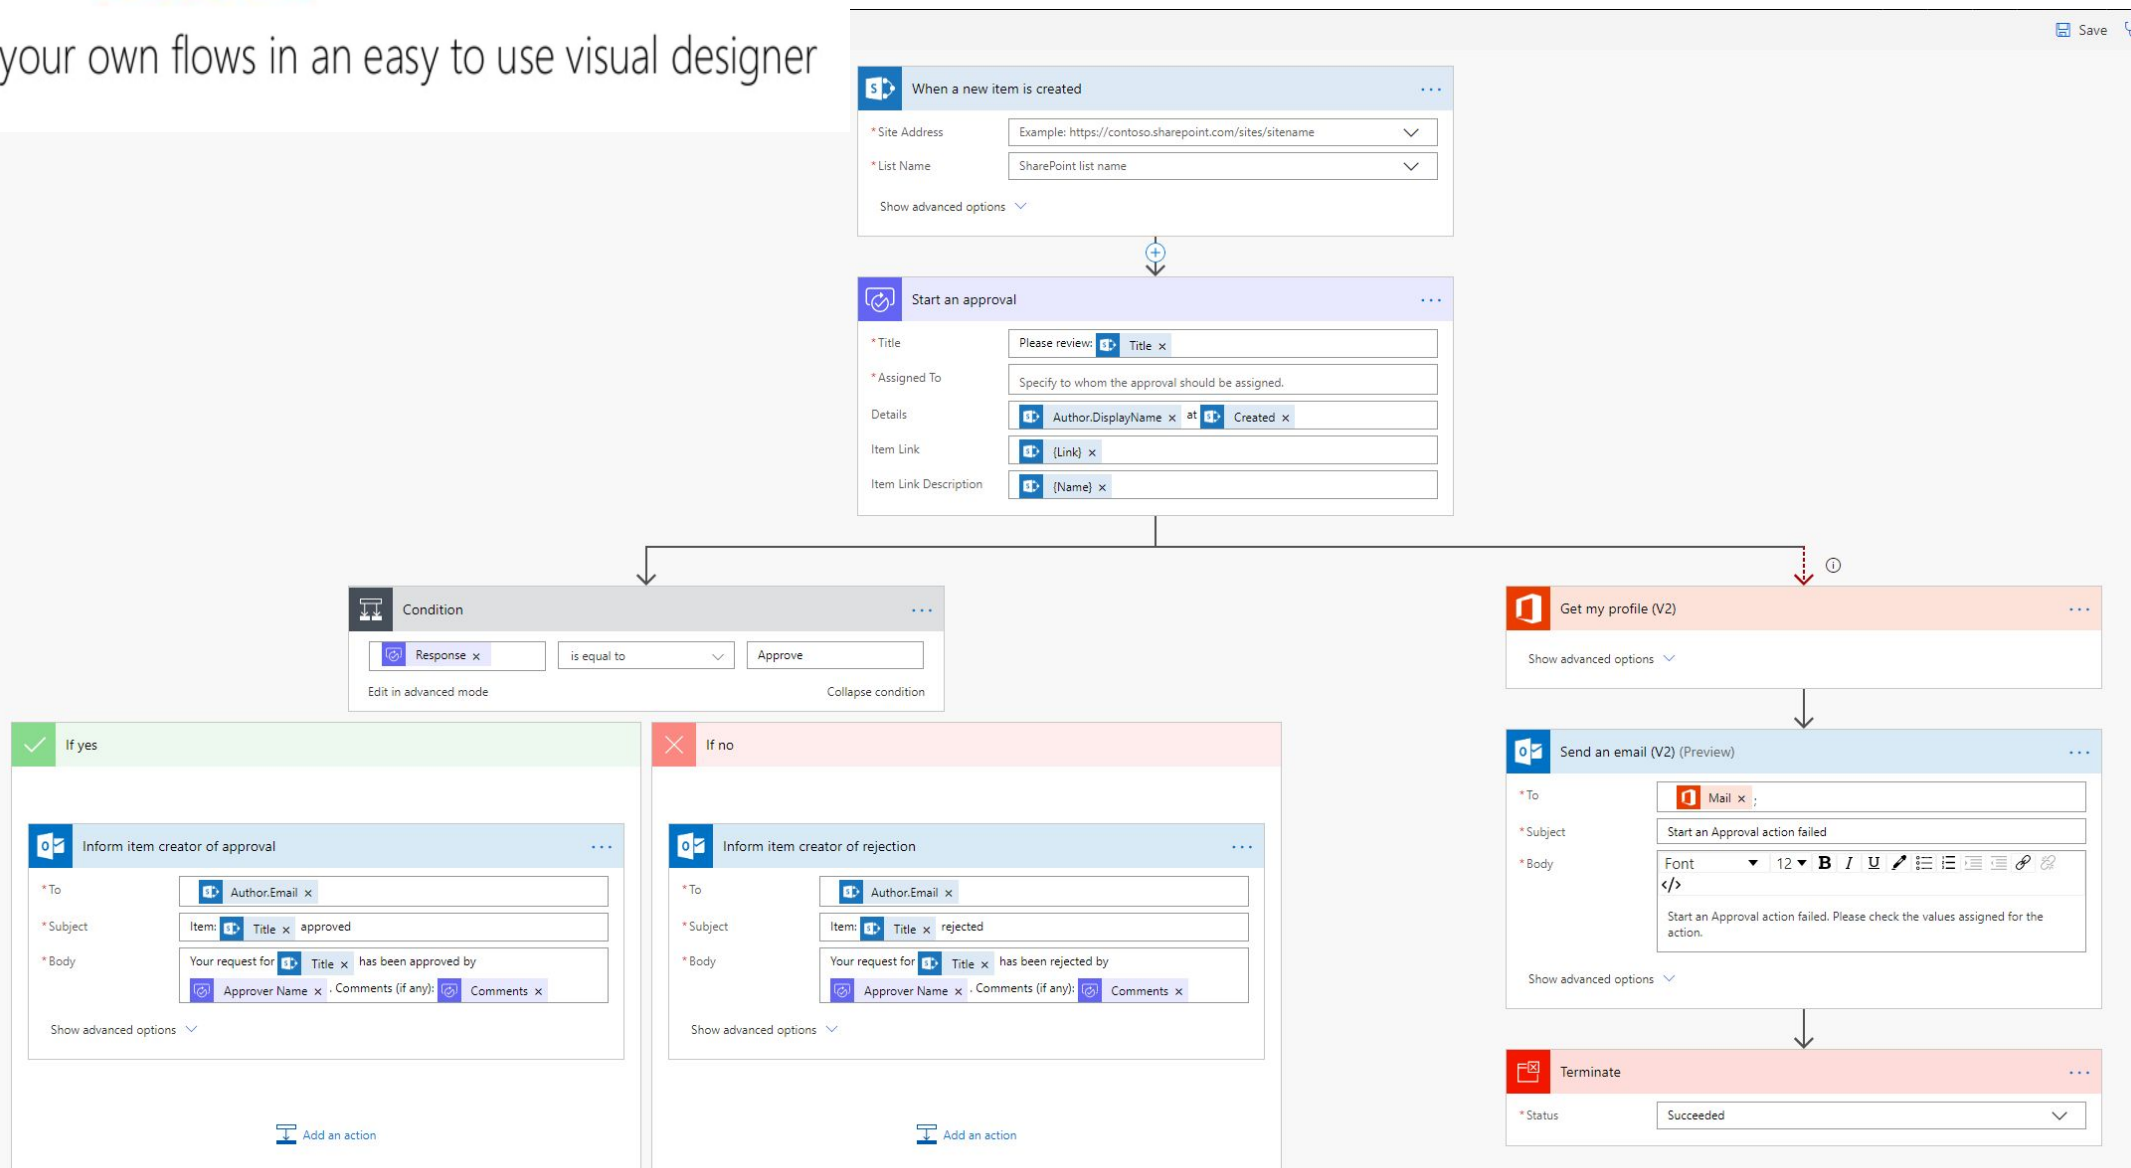 your own flows in an easy to use visual designer
Save
When a new item is created
* Site Address Example: https://contoso.sharepoint.com/sites/sitename
* List Name SharePoint list name
Show advanced options
Start an approval
* Title Please review: Title ×
* Assigned To Specify to whom the approval should be assigned.
Details Author.DisplayName × at Created ×
Item Link {Link} ×
Item Link Description {Name} ×
Condition
Response × is equal to Approve
Edit in advanced mode Collapse condition
If yes
Inform item creator of approval
* To Author.Email ×
* Subject Item: Title × approved
* Body Your request for Title × has been approved by
Approver Name × . Comments (if any): Comments ×
Show advanced options
Add an action
If no
Inform item creator of rejection
* To Author.Email ×
* Subject Item: Title × rejected
* Body Your request for Title × has been rejected by
Approver Name × . Comments (if any): Comments ×
Show advanced options
Add an action
Get my profile (V2)
Show advanced options
Send an email (V2) (Preview)
* To Mail × ;
* Subject Start an Approval action failed
* Body Font 12 B I U
</>
Start an Approval action failed. Please check the values assigned for the
action.
Show advanced options
Terminate
* Status Succeeded